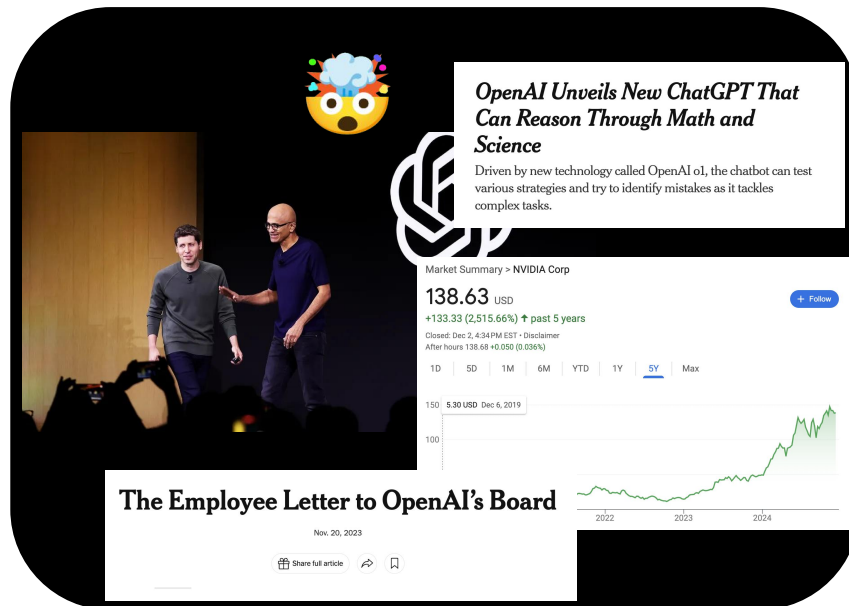 OpenAI Unveils New ChatGPT That
Can Reason Through Math and
Science
Driven by new technology called OpenAI o1, the chatbot can test
various strategies and try to identify mistakes as it tackles
complex tasks.
Market Summary > NVIDIA Corp
138.63 USD
+ Follow
+133.33 (2,515.66%) ↑ past 5 years
Closed: Dec 2, 4:34 PM EST • Disclaimer
After hours 138.68 +0.050 (0.036%)
1D 5D 1M 6M YTD 1Y 5Y Max
150
5.30 USD Dec 6, 2019
100
2022 2023 2024
The Employee Letter to OpenAI's Board
Nov. 20, 2023
Share full article